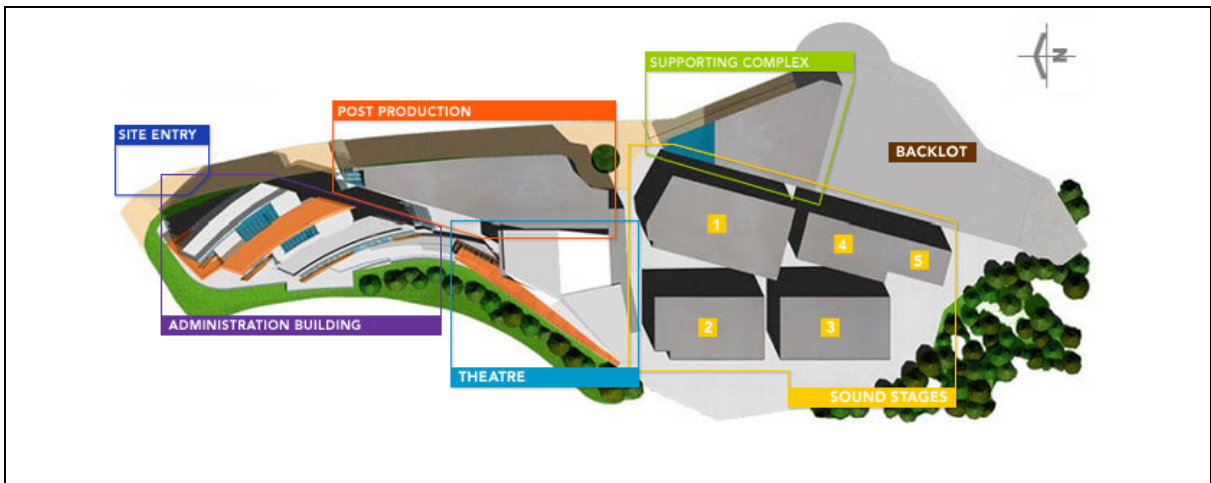 SUPPORTING COMPLEX
N
POST PRODUCTION
SITE ENTRY
BACKLOT
1
4
5
2
3
ADMINISTRATION BUILDING
THEATRE
SOUND STAGES